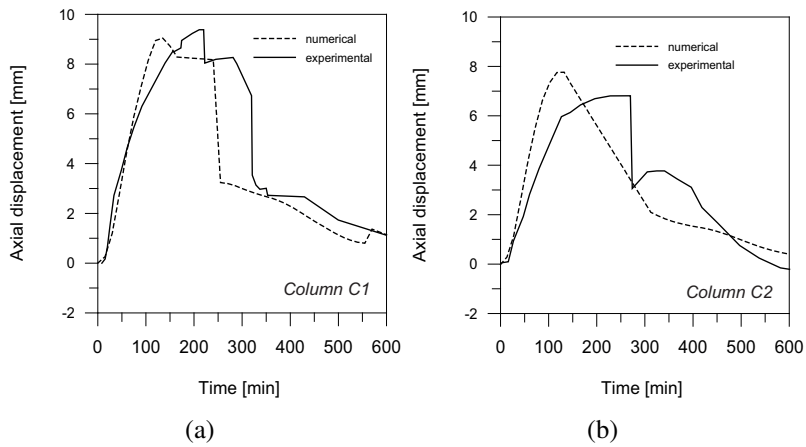 10
8
6
4
2
0
-2
Axial displacement [mm]
numerical
experimental
Column C1
0 100 200 300 400 500 600
Time [min]
(a)
10
8
6
4
2
0
-2
Axial displacement [mm]
numerical
experimental
Column C2
0 100 200 300 400 500 600
Time [min]
(b)